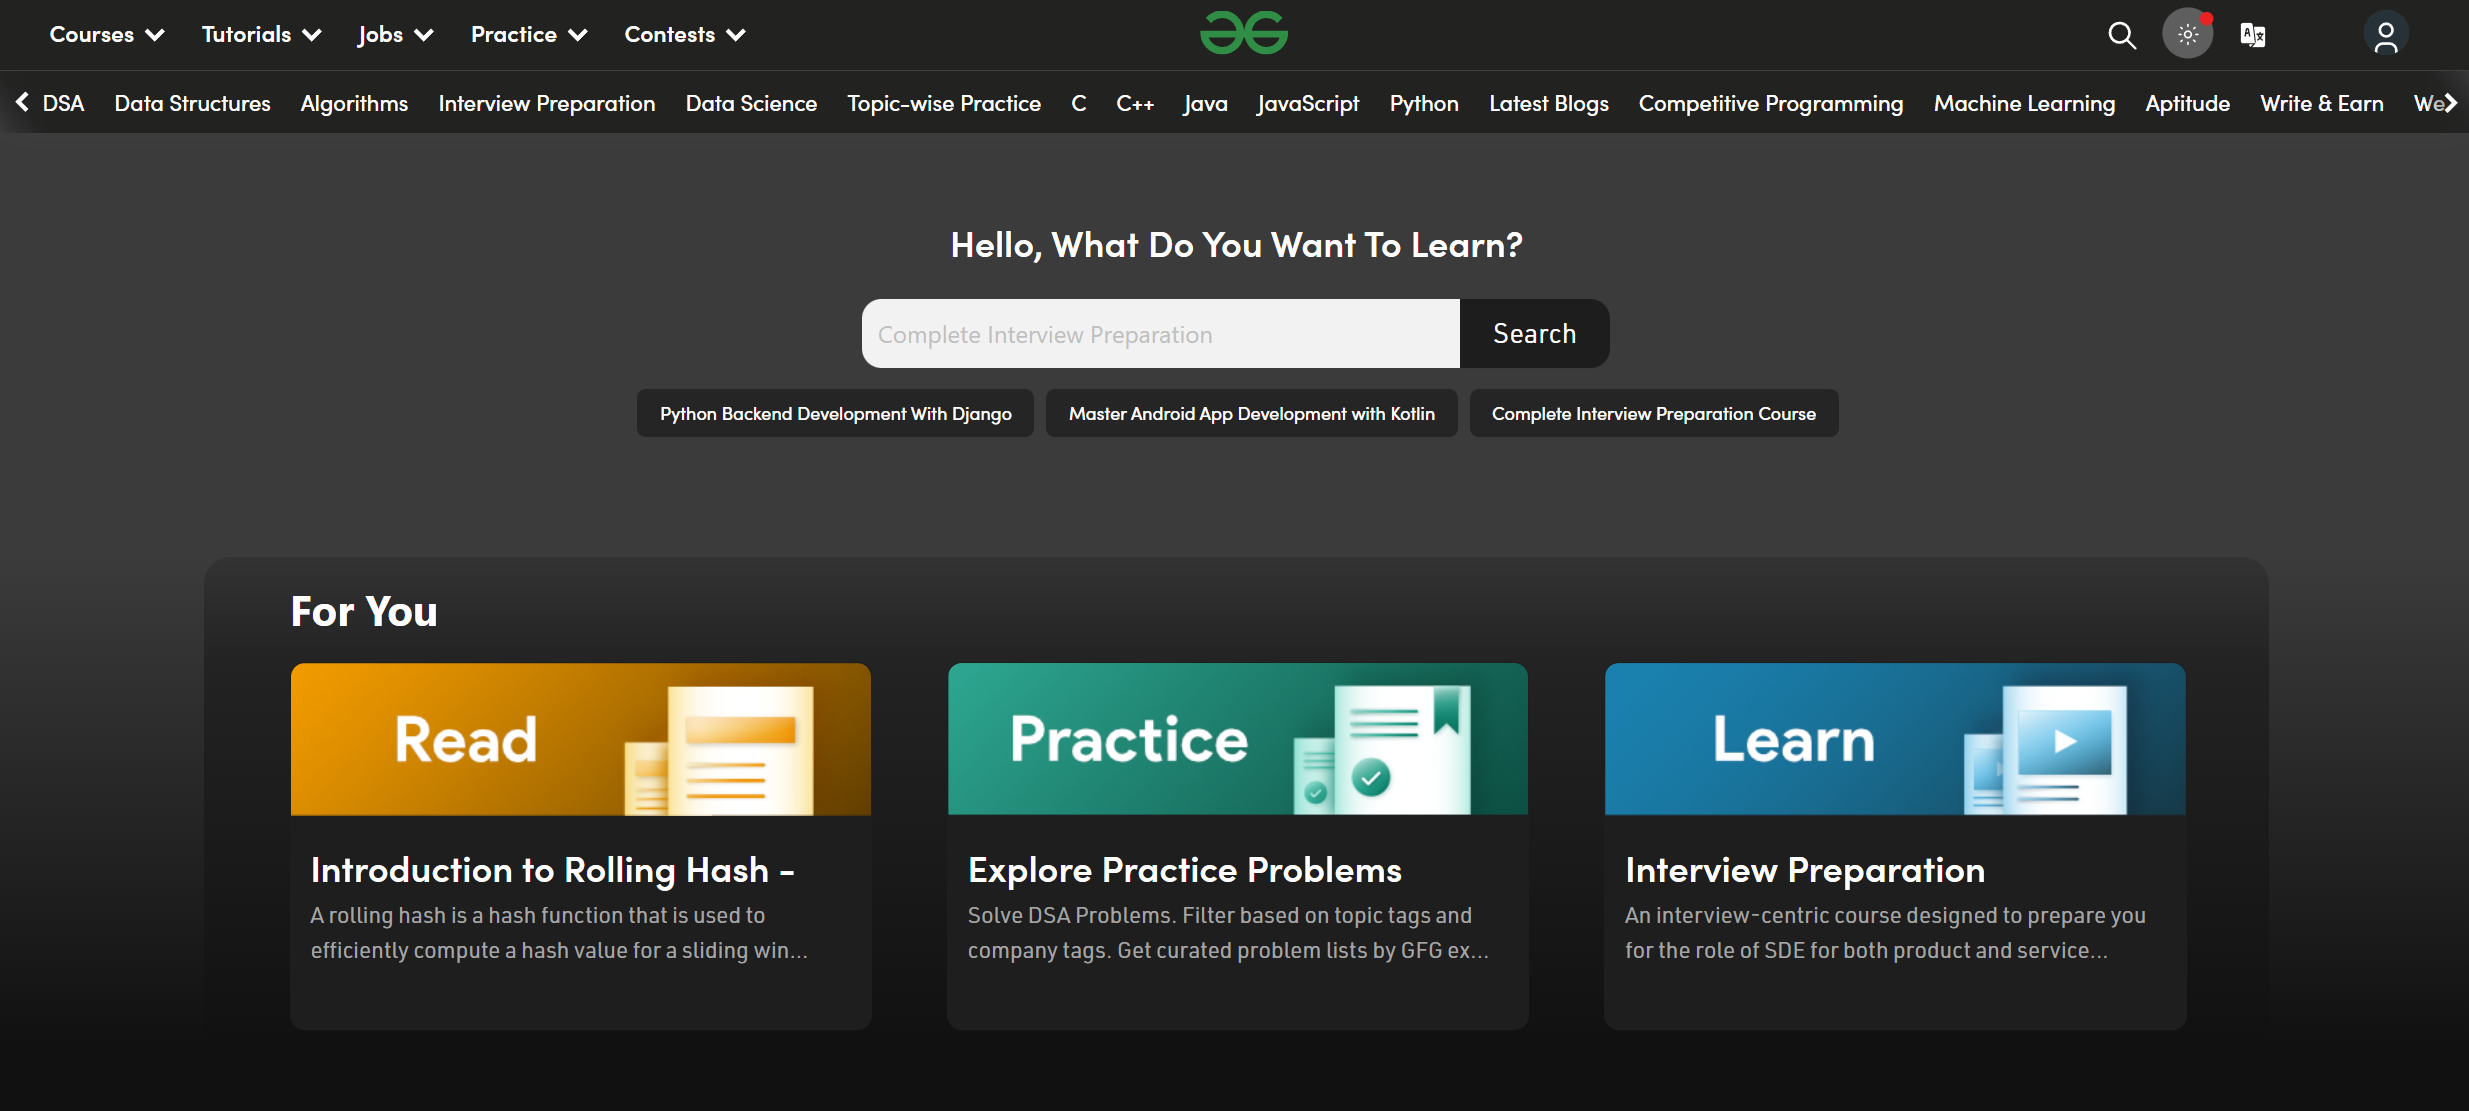 Courses Tutorials Jobs Practice Contests
DSA Data Structures Algorithms Interview Preparation Data Science Topic-wise Practice C C++ Java JavaScript Python Latest Blogs Competitive Programming Machine Learning Aptitude Write & Earn We
Hello, What Do You Want To Learn?
Complete Interview Preparation Search
Python Backend Development With Django Master Android App Development with Kotlin Complete Interview Preparation Course
For You
Read
Introduction to Rolling Hash -
A rolling hash is a hash function that is used to
efficiently compute a hash value for a sliding win...
Practice
Explore Practice Problems
Solve DSA Problems. Filter based on topic tags and
company tags. Get curated problem lists by GFG ex...
Learn
Interview Preparation
An interview-centric course designed to prepare you
for the role of SDE for both product and service...